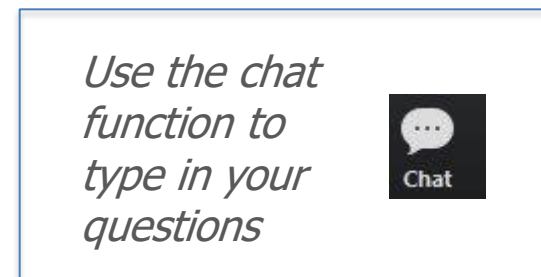 Use the chat
function to
type in your
questions
Chat